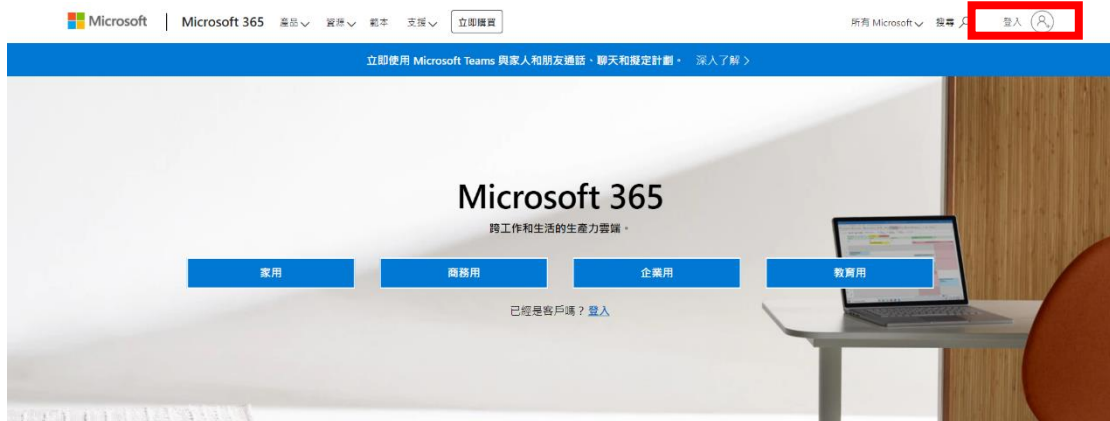 Microsoft Microsoft 365 產品 資源 範本 支援 立即購買 所有 Microsoft 搜尋 登入
立即使用 Microsoft Teams 與家人和朋友通話、聊天和擬定計劃。 深入了解 >
Microsoft 365
跨工作和生活的生產力雲端。
家用 商務用 企業用 教育用
已經是客戶嗎？登入